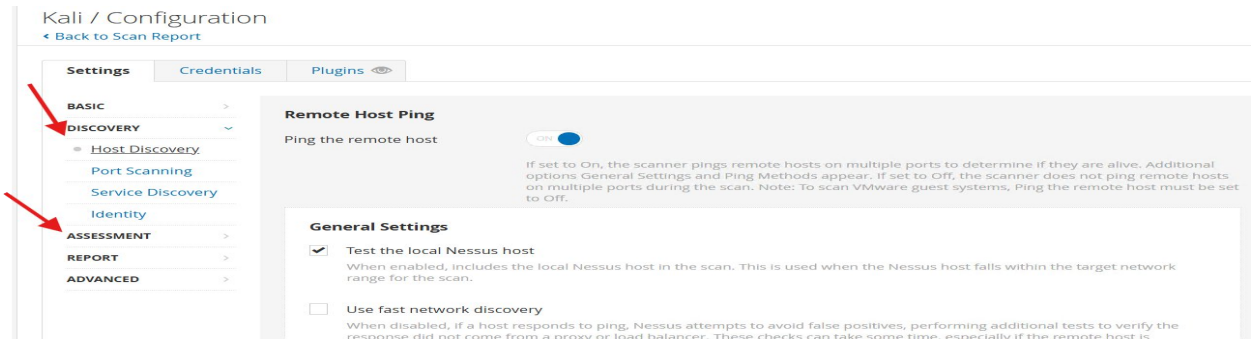 Kali / Configuration
Back to Scan Report
Settings
Credentials
Plugins
BASIC
DISCOVERY
Host Discovery
Port Scanning
Service Discovery
Identity
ASSESSMENT
REPORT
ADVANCED
Remote Host Ping
Ping the remote host
ON
If set to On, the scanner pings remote hosts on multiple ports to determine if they are alive. Additional
options General Settings and Ping Methods appear. If set to Off, the scanner does not ping remote hosts
on multiple ports during the scan. Note: To scan VMware guest systems, Ping the remote host must be set
to Off.
General Settings
Test the local Nessus host
When enabled, includes the local Nessus host in the scan. This is used when the Nessus host falls within the target network
range for the scan.
Use fast network discovery
When disabled, if a host responds to ping, Nessus attempts to avoid false positives, performing additional tests to verify the
response did not come from a proxy or load balancer. These checks can take some time, especially if the remote host is